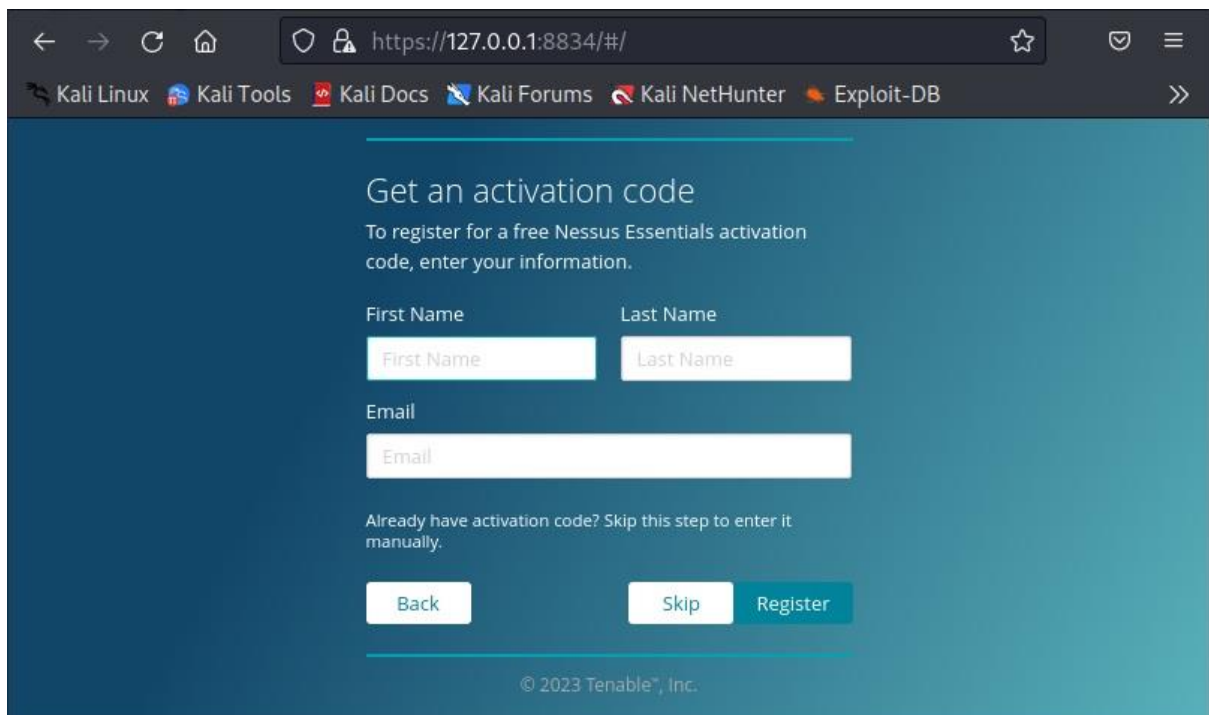 https://127.0.0.1:8834/#/
Kali Linux Kali Tools Kali Docs Kali Forums Kali NetHunter Exploit-DB
Get an activation code
To register for a free Nessus Essentials activation
code, enter your information.
First Name Last Name
First Name Last Name
Email
Email
Already have activation code? Skip this step to enter it
manually.
Back Skip Register
© 2023 Tenable™, Inc.